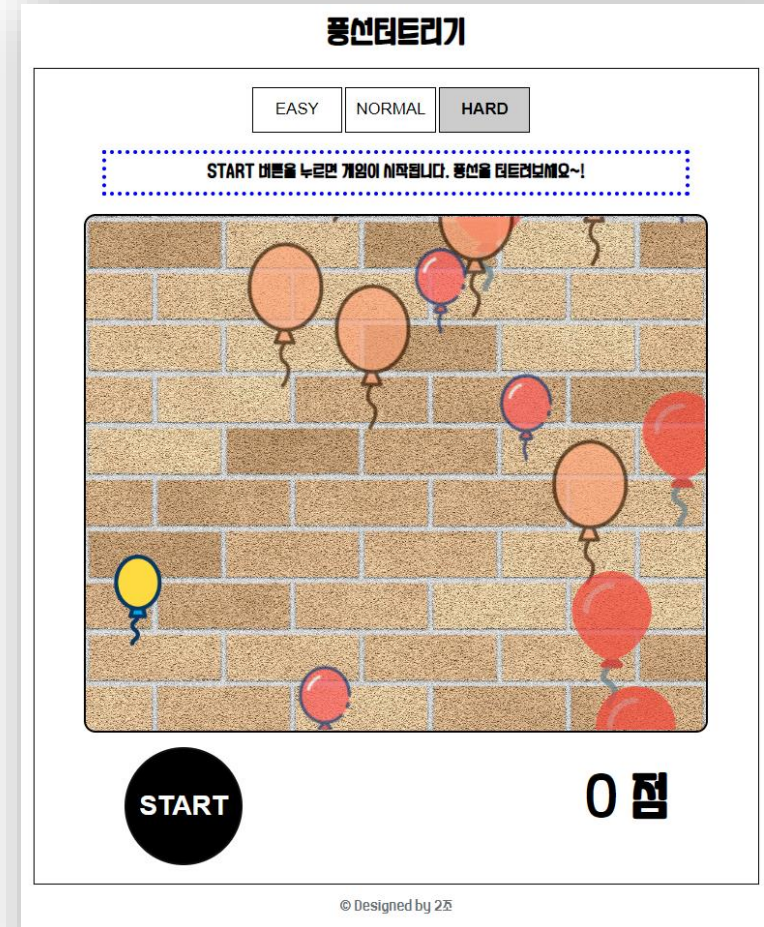 풍선터트리기
EASY NORMAL HARD
START 버튼을 누르면 게임이 시작됩니다. 풍선을 터트려보세요~!
START
0 점
© Designed by 2조